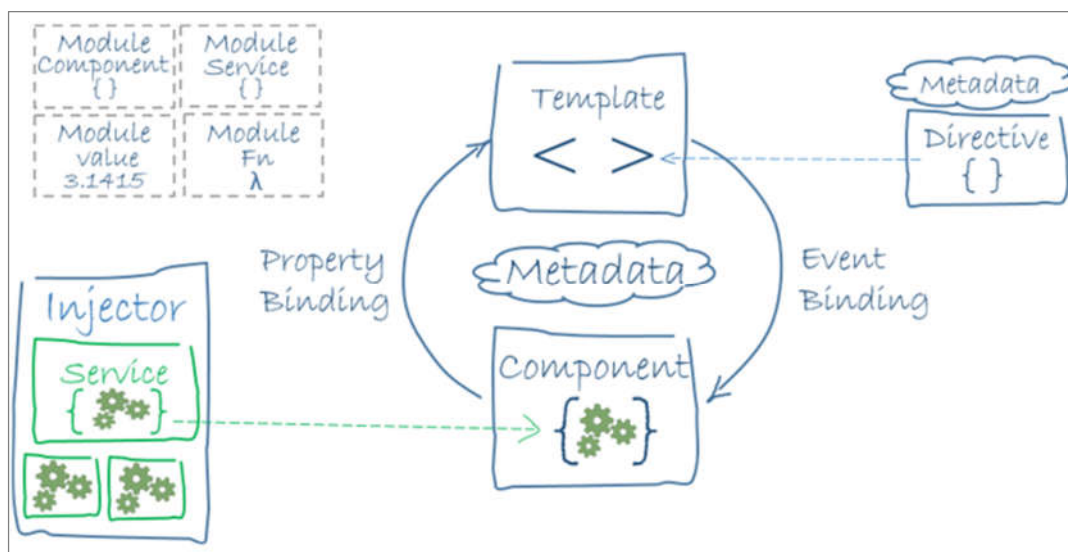 Module
Component
{ }
Module
Service
{ }
Module
value
3.1415
Module
Fn
λ
Template
< >
Metadata
Directive
{ }
Property
Binding
Metadata
Event
Binding
Injector
Service
{ }
Component
{ }